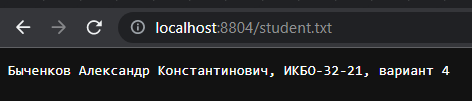 localhost:8804/student.txt
Быченков Александр Константинович, ИКБО-32-21, вариант 4